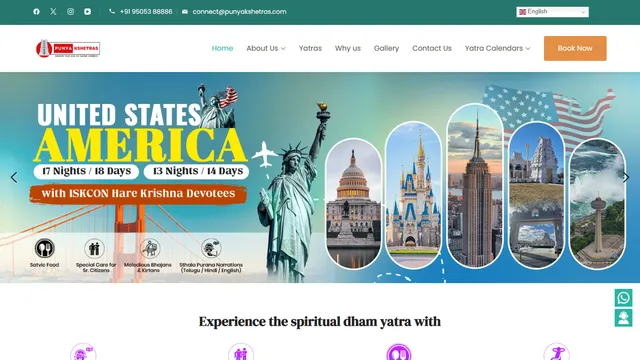 +91 95053 88886
connect@punyakshetras.com
English
PUNYA KSHETRAS
Home
About Us
Yatras
Why us
Gallery
Contact Us
Yatra Calendars
Book Now
UNITED STATES
AMERICA
17 Nights / 18 Days
13 Nights / 14 Days
with ISKCON Hare Krishna Devotees
Satvic Food
Special Care for
Sr. Citizens
Melodious Bhajans
& Kirtans
Sthala Purana Narrations
(Telugu / Hindi / English)
Experience the spiritual dham yatra with